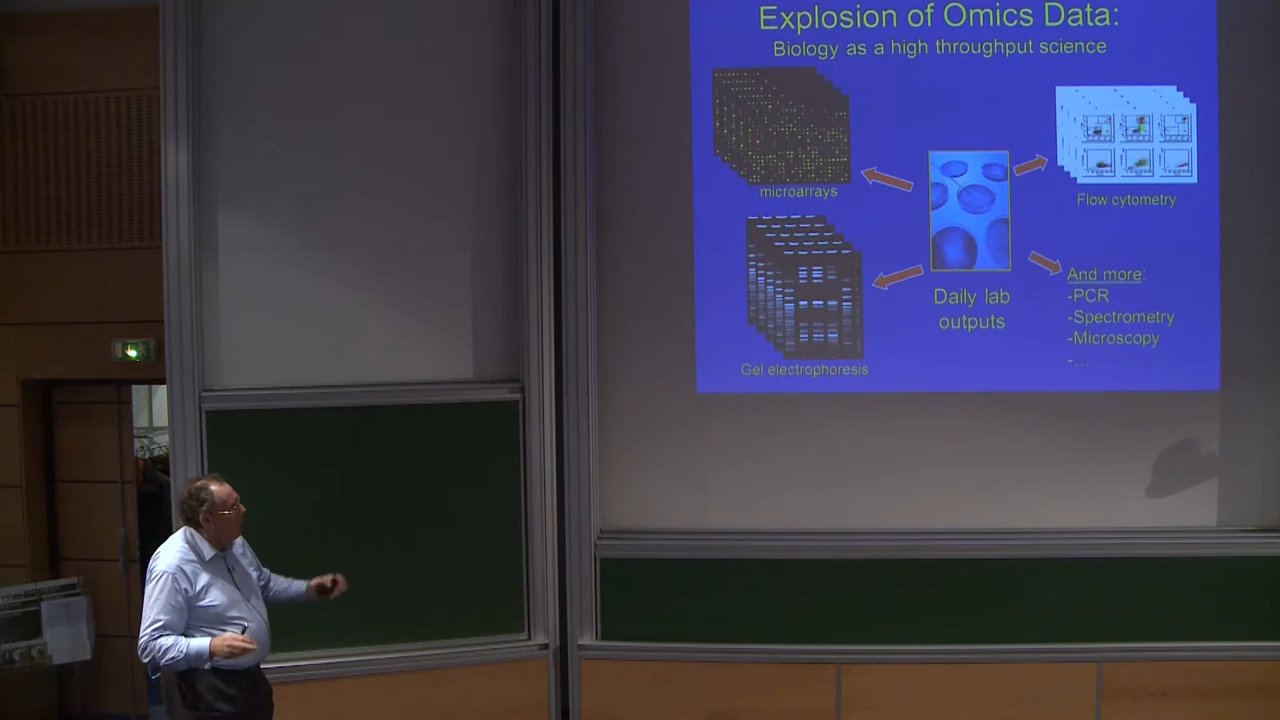 Explosion of Omics Data:
Biology as a high throughput science
microarrays
Flow cytometry
Gel electrophoresis
Daily lab
outputs
And more:
-PCR
-Spectrometry
-Microscopy
-...